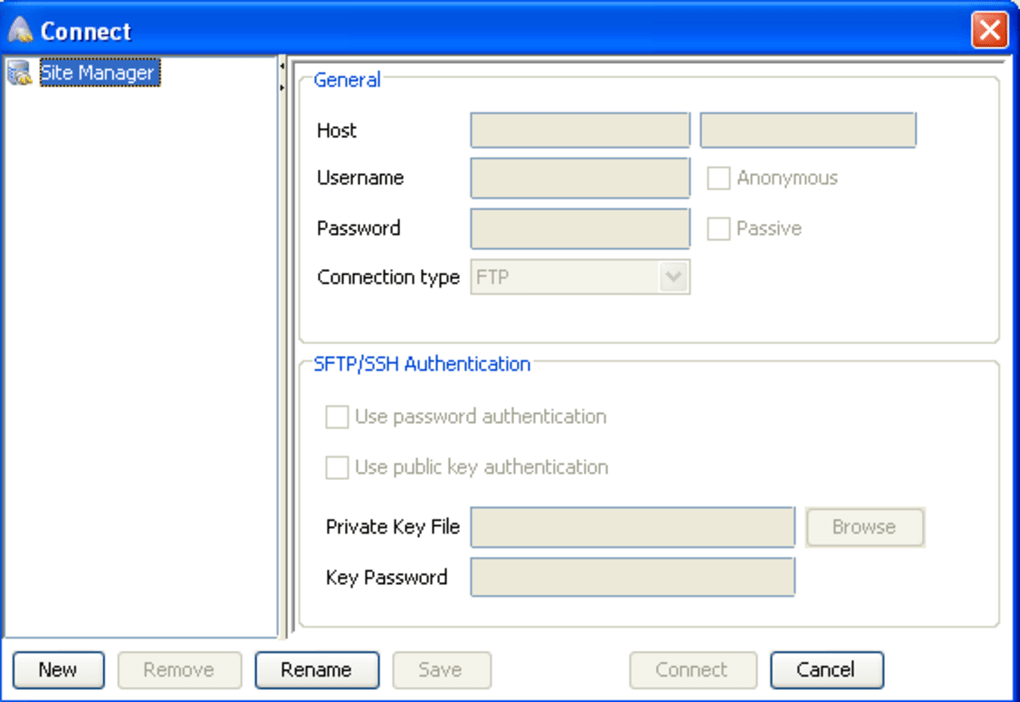 Connect
Site Manager
General
Host
Username
Anonymous
Password
Passive
Connection type FTP
SFTP/SSH Authentication
Use password authentication
Use public key authentication
Private Key File Browse
Key Password
New Remove Rename Save Connect Cancel